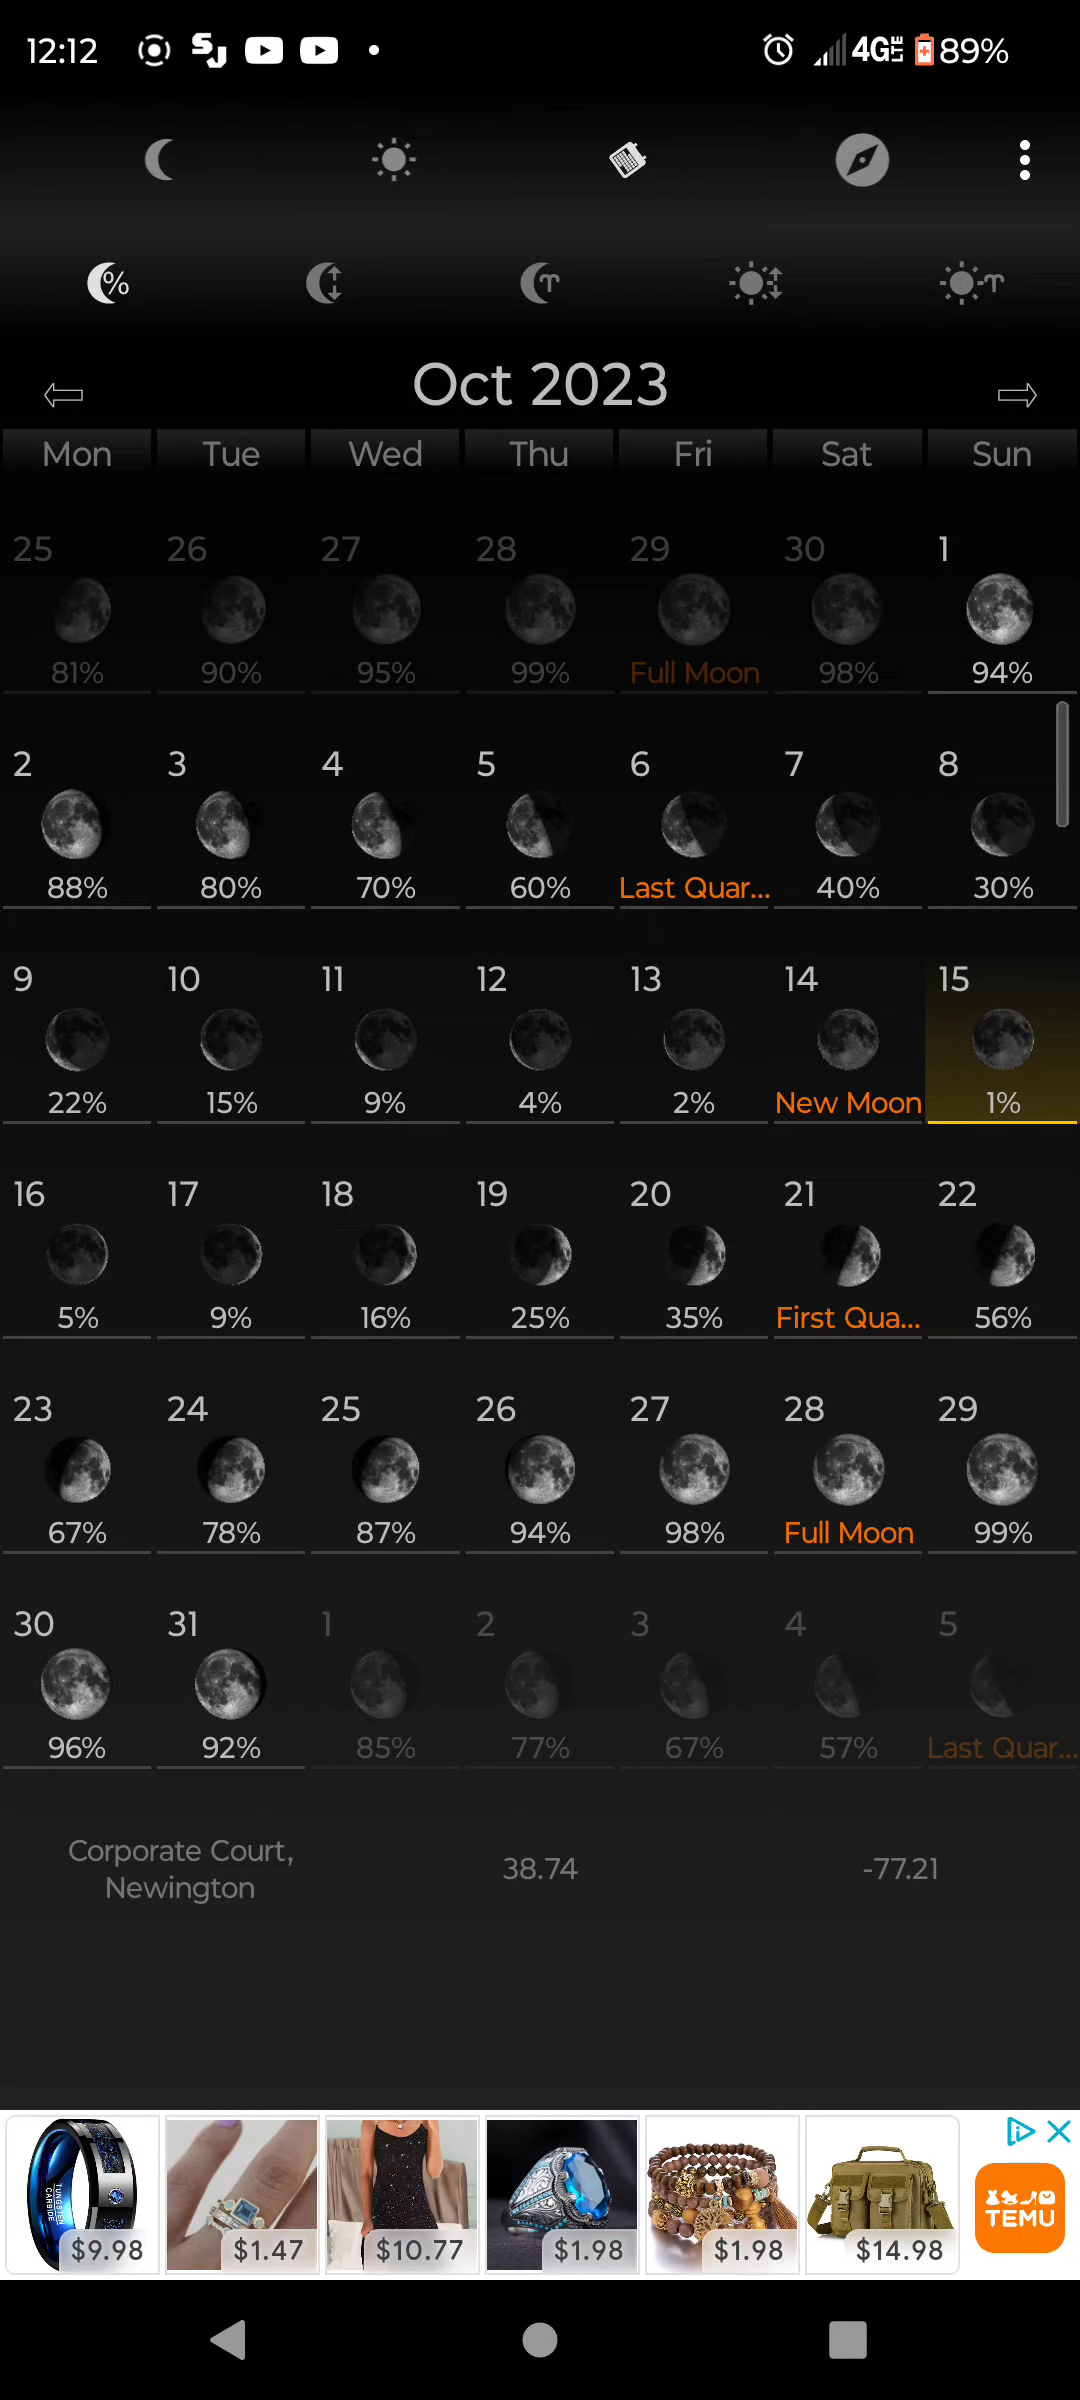 12:12 4G LTE 89%
%
Oct 2023
Mon Tue Wed Thu Fri Sat Sun
25 26 27 28 29 30 1
81% 90% 95% 99% Full Moon 98% 94%
2 3 4 5 6 7 8
88% 80% 70% 60% Last Quar... 40% 30%
9 10 11 12 13 14 15
22% 15% 9% 4% 2% New Moon 1%
16 17 18 19 20 21 22
5% 9% 16% 25% 35% First Qua... 56%
23 24 25 26 27 28 29
67% 78% 87% 94% 98% Full Moon 99%
30 31 1 2 3 4 5
96% 92% 85% 77% 67% 57% Last Quar...
Corporate Court,
Newington
38.74 -77.21
TUNGSTEN
CARBIDE
$9.98 $1.47 $10.77 $1.98 $1.98 $14.98
TEMU